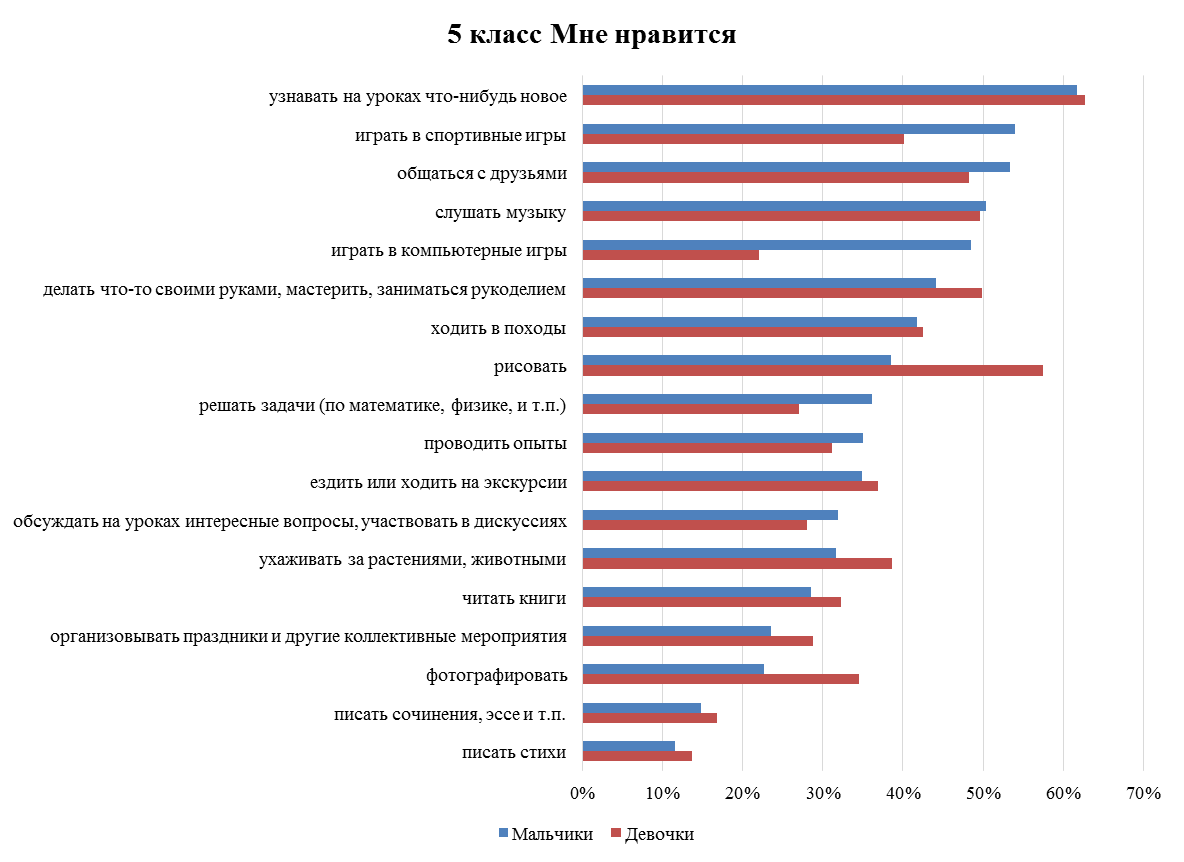 5 класс Мне нравится
узнавать на уроках что-нибудь новое
играть в спортивные игры
общаться с друзьями
слушать музыку
играть в компьютерные игры
делать что-то своими руками, мастерить, заниматься рукоделием
ходить в походы
рисовать
решать задачи (по математике, физике, и т.п.)
проводить опыты
ездить или ходить на экскурсии
обсуждать на уроках интересные вопросы, участвовать в дискуссиях
ухаживать за растениями, животными
читать книги
организовывать праздники и другие коллективные мероприятия
фотографировать
писать сочинения, эссе и т.п.
писать стихи
0% 10% 20% 30% 40% 50% 60% 70%
Мальчики Девочки